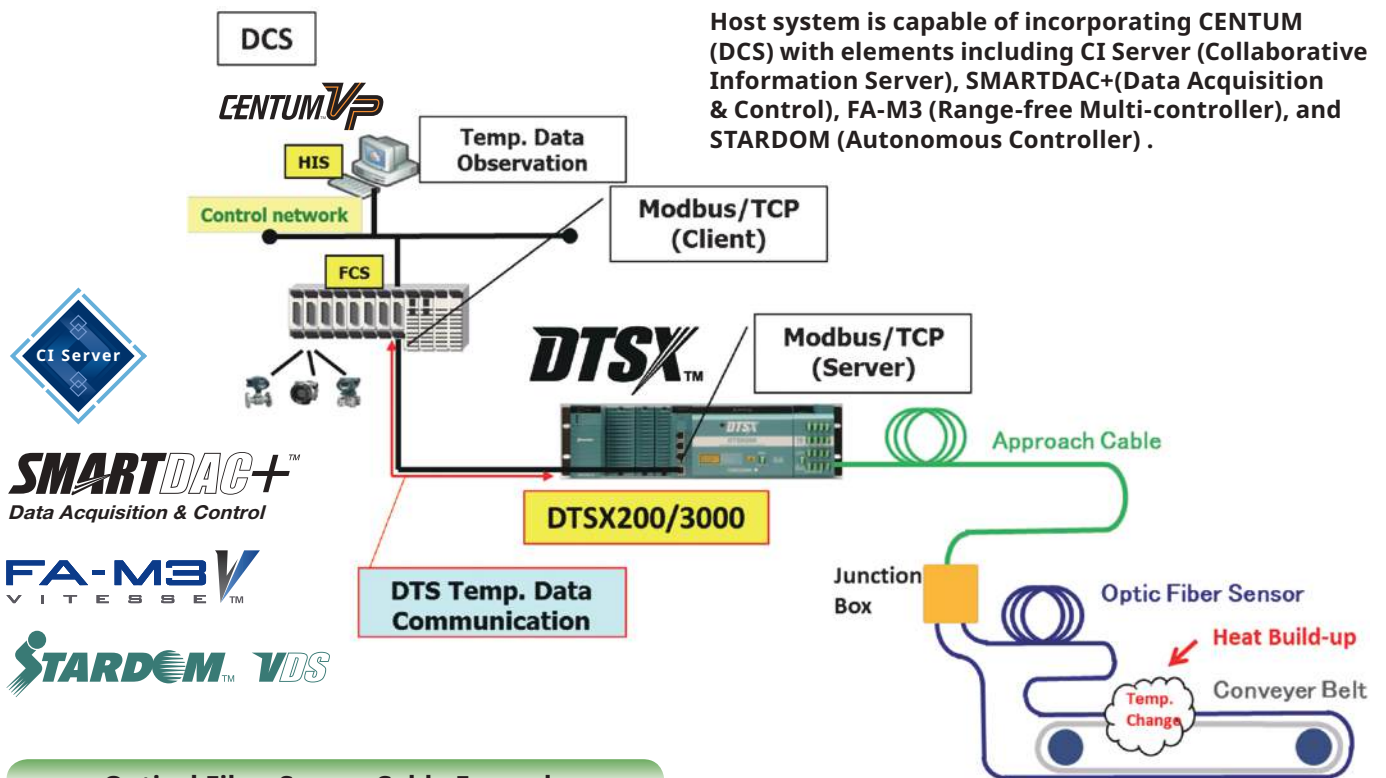 DCS
Host system is capable of incorporating CENTUM
(DCS) with elements including CI Server (Collaborative
Information Server), SMARTDAC+(Data Acquisition
& Control), FA-M3 (Range-free Multi-controller), and
STARDOM (Autonomous Controller) .
CENTUM VP
Temp. Data
Observation
HIS
Control network
Modbus/TCP
(Client)
FCS
CI Server
DTSX™
Modbus/TCP
(Server)
DTSX
Approach Cable
SMARTDAC+™
Data Acquisition & Control
DTSX200/3000
FA-M3 V
VITESSE™
DTS Temp. Data
Communication
Junction
Box
Optic Fiber Sensor
Heat Build-up
STARDOM™ VDS
Temp.
Change
Conveyer Belt